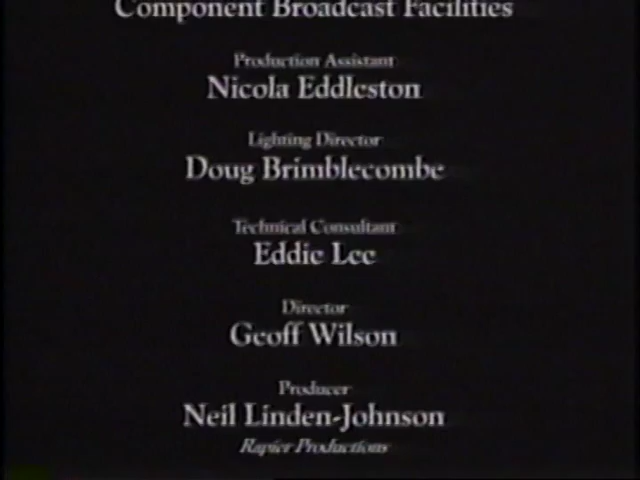 Component Broadcast Facilities
Production Assistant
Nicola Eddleston
Lighting Director
Doug Brimblecombe
Technical Consultant
Eddie Lee
Director
Geoff Wilson
Producer
Neil Linden-Johnson
Rapier Productions